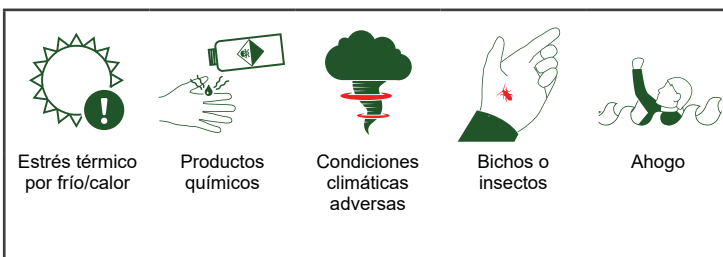 Estrés térmico
por frío/calor
Productos
químicos
Condiciones
climáticas
adversas
Bichos o
insectos
Ahogo